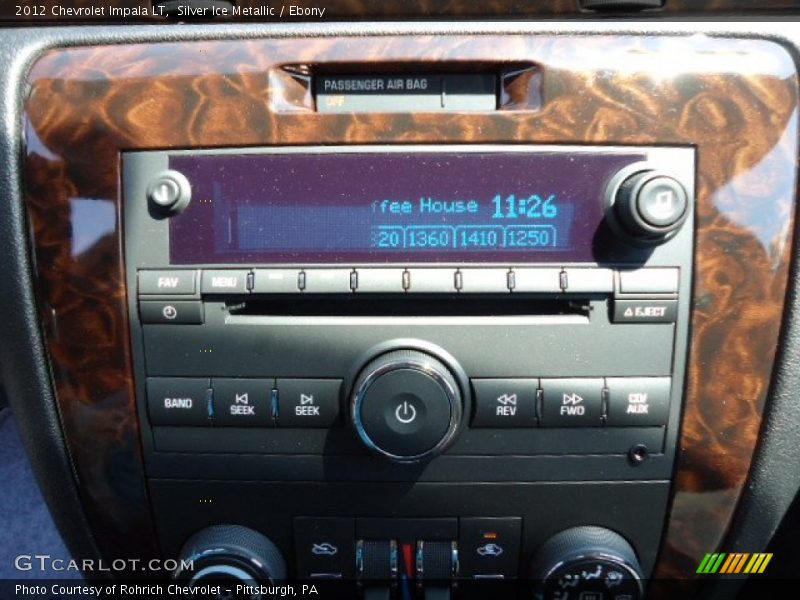 2012 Chevrolet Impala LT, Silver Ice Metallic / Ebony
PASSENGER AIR BAG
OFF
fee House 11:26
20 1360 1410 1250
FAV MENU
EJECT
BAND SEEK SEEK REV FWD CD/AUX
GTCARLOT.COM
Photo Courtesy of Rohrich Chevrolet - Pittsburgh, PA